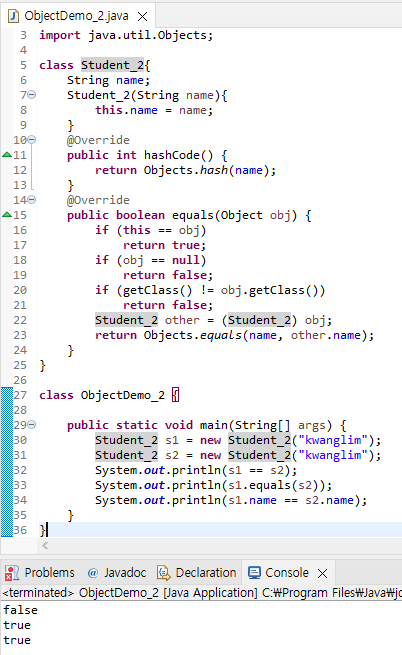 ObjectDemo_2.java
3 import java.util.Objects;
4
5 class Student_2{
6 String name;
7 Student_2(String name){
8 this.name = name;
9 }
10 @Override
11 public int hashCode() {
12 return Objects.hash(name);
13 }
14 @Override
15 public boolean equals(Object obj) {
16 if (this == obj)
17 return true;
18 if (obj == null)
19 return false;
20 if (getClass() != obj.getClass())
21 return false;
22 Student_2 other = (Student_2) obj;
23 return Objects.equals(name, other.name);
24 }
25 }
26
27 class ObjectDemo_2 {
28
29 public static void main(String[] args) {
30 Student_2 s1 = new Student_2("kwanglim");
31 Student_2 s2 = new Student_2("kwanglim");
32 System.out.println(s1 == s2);
33 System.out.println(s1.equals(s2));
34 System.out.println(s1.name == s2.name);
35 }
36 }
Problems @ Javadoc Declaration Console
<terminated> ObjectDemo_2 [Java Application] C:₩Program Files₩Java₩jd
false
true
true